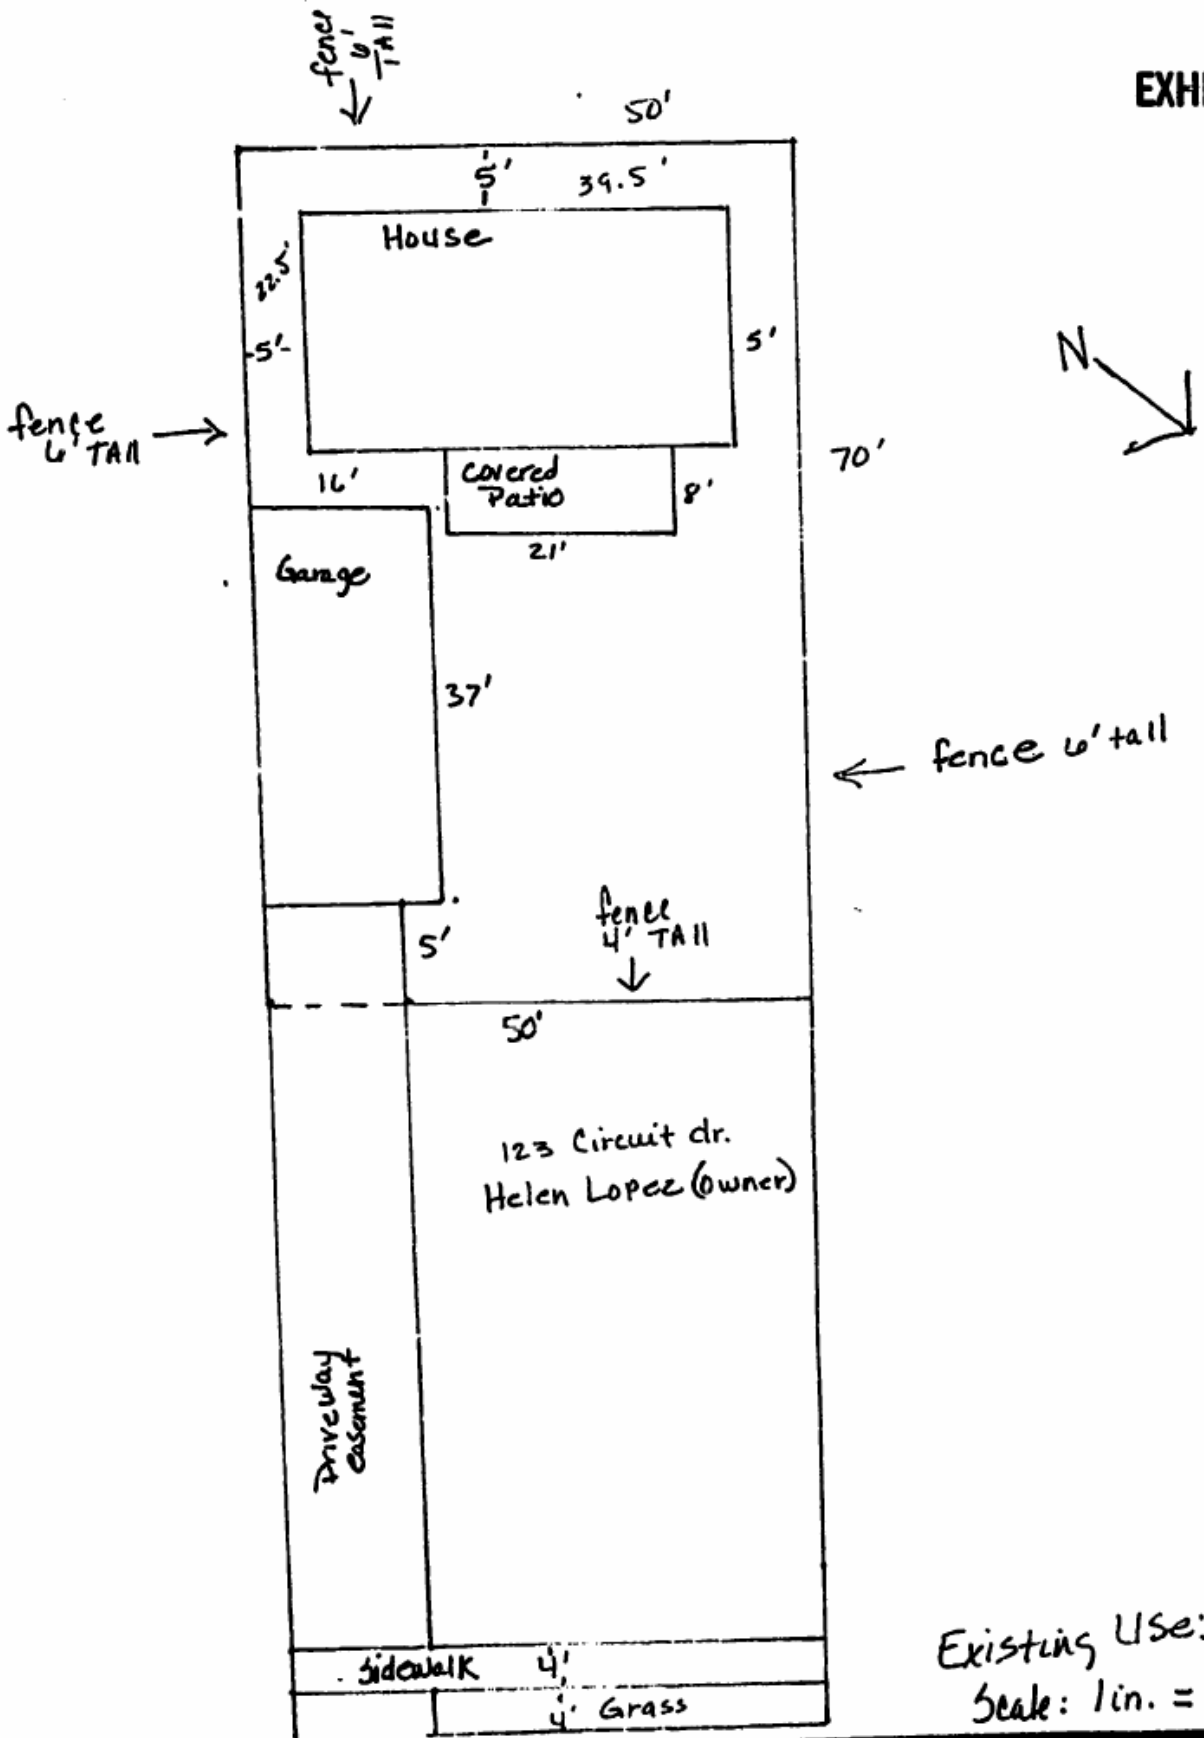 fence
6'
TAll
EXHI
50'
5'
39.5'
House
22.5'
-5'-
5'
N
fence
6' TAll
70'
16'
Covered
Patio
8'
21'
Garage
37'
fence 6' tall
fence
4' TAll
5'
50'
123 Circuit dr.
Helen Lopez (owner)
Driveway
easement
Existing Use:
Sidewalk 4'
Scale: 1in. =
4' Grass